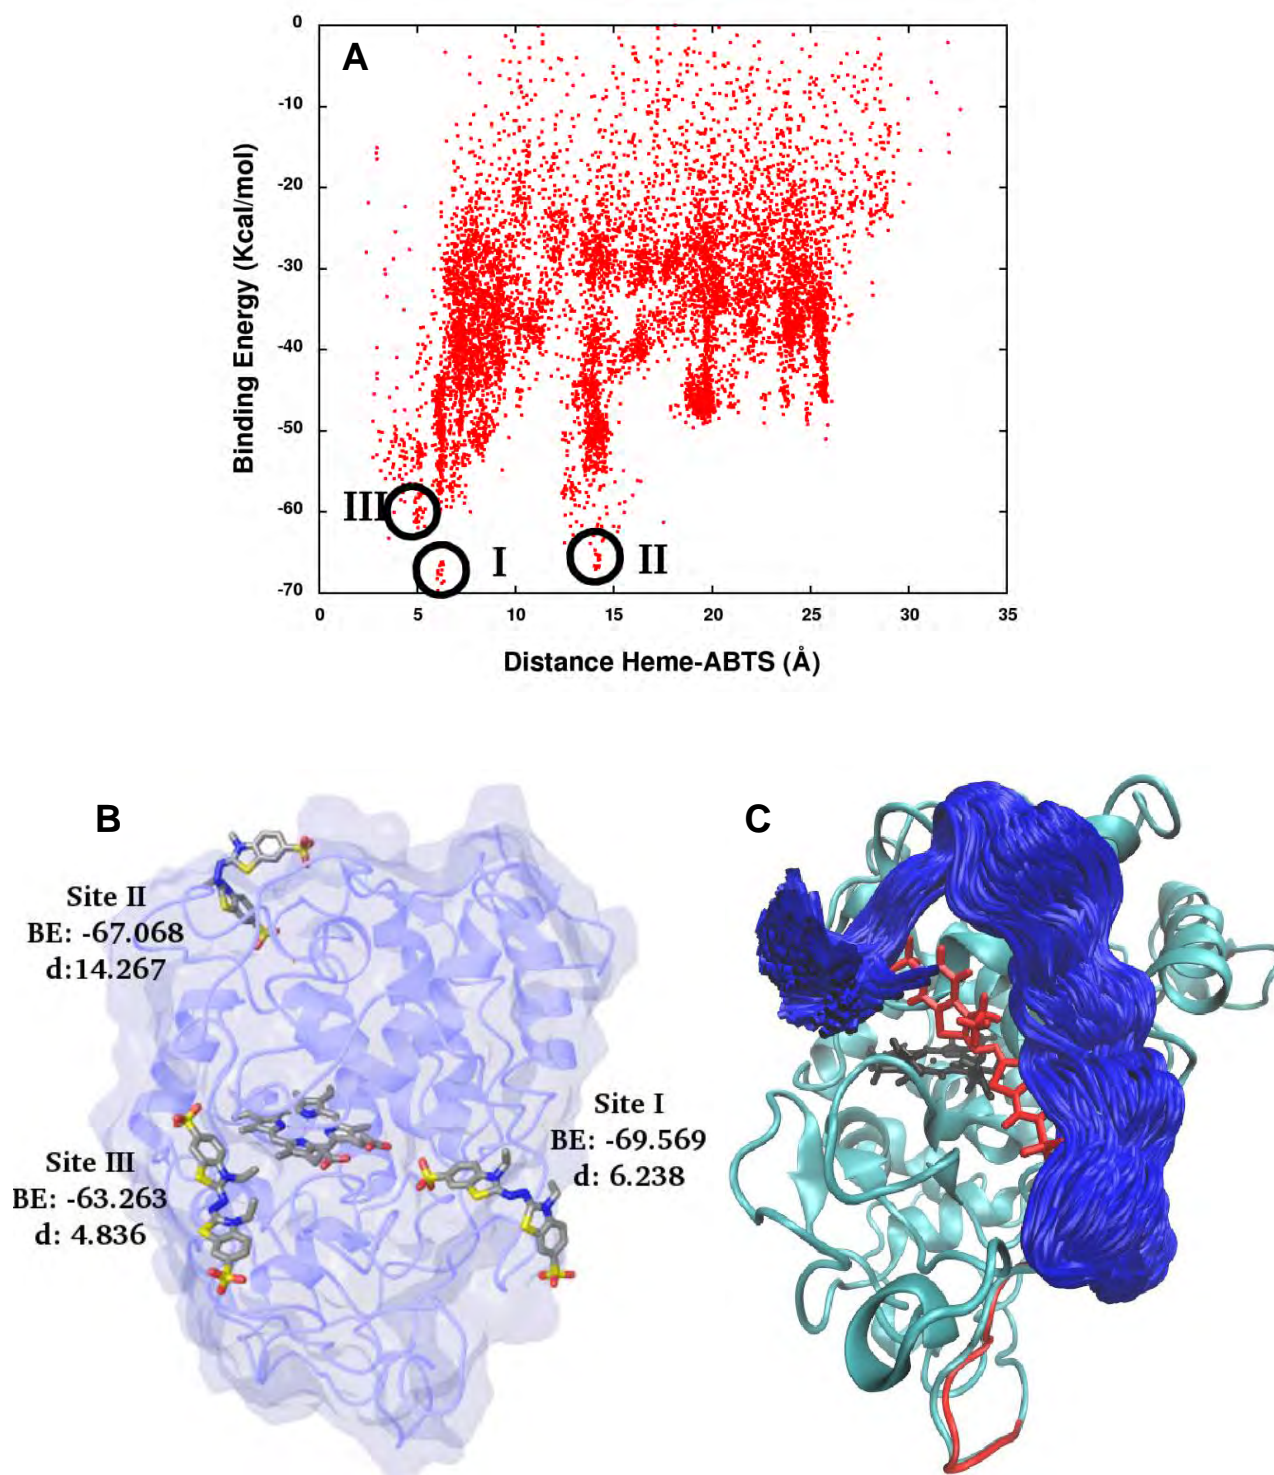 A
0
-10
-20
-30
-40
-50
-60
-70
Binding Energy (Kcal/mol)
III
I
II
0 5 10 15 20 25 30 35
Distance Heme-ABTS (Å)
B
Site II
BE: -67.068
d:14.267
Site III
BE: -63.263
d: 4.836
Site I
BE: -69.569
d: 6.238
C